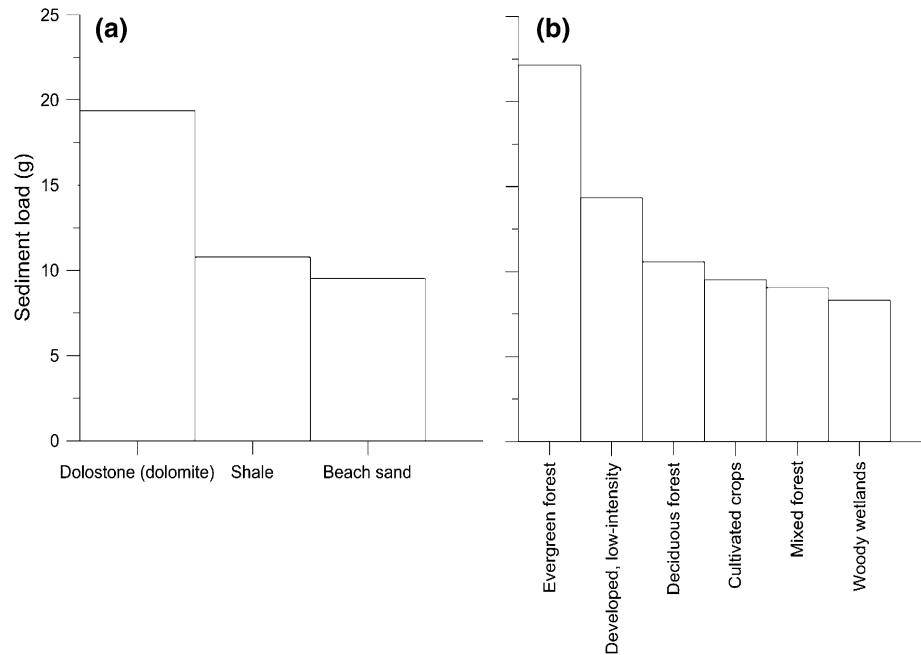 (a)
Sediment load (g)
25
20
15
10
5
0
Dolostone (dolomite)
Shale
Beach sand
(b)
Evergreen forest
Developed, low-intensity
Deciduous forest
Cultivated crops
Mixed forest
Woody wetlands